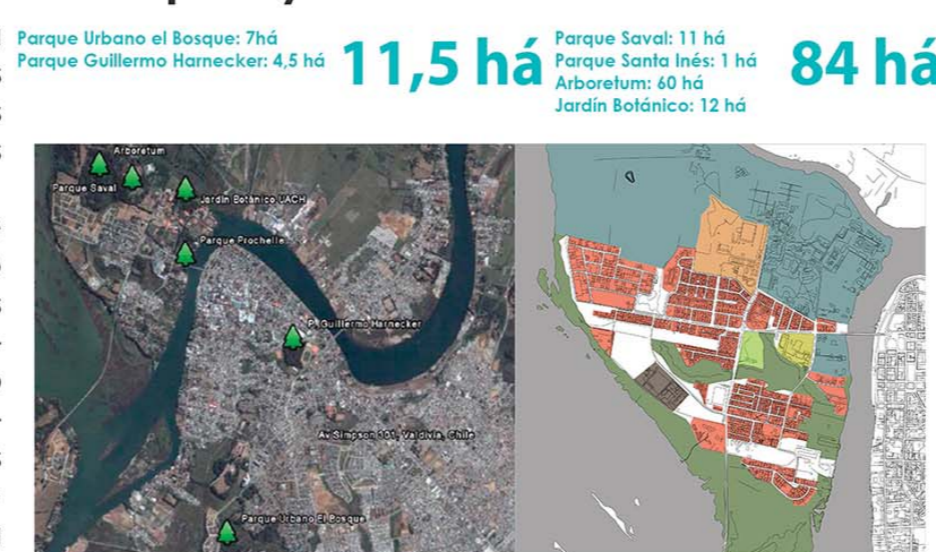 Parque Urbano el Bosque: 7há
Parque Guillermo Harnecker: 4,5 há
11,5 há
Parque Saval: 11 há
Parque Santa Inés: 1 há
Arboretum: 60 há
Jardín Botánico: 12 há
84 há
Arboretum
Parque Saval
Jardin Botánico UACH
Parque Prochelle
P. Guillermo Harnecker
Av Simpson 351, Valdivia, Chile
Parque Urbano El Bosque